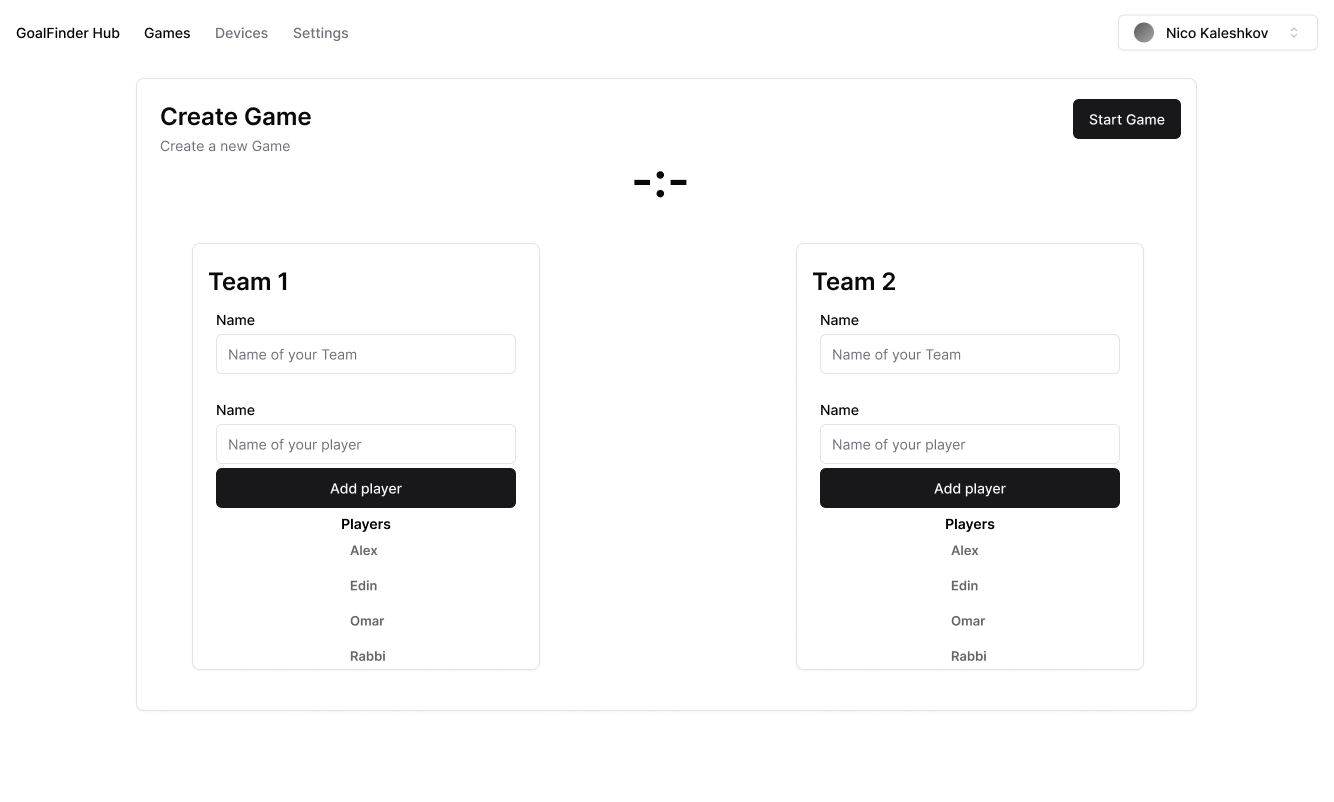 GoalFinder Hub Games Devices Settings Nico Kaleshkov
Create Game
Start Game
Create a new Game
-:-
Team 1
Name
Name of your Team
Name
Name of your player
Add player
Players
Alex
Edin
Omar
Rabbi
Team 2
Name
Name of your Team
Name
Name of your player
Add player
Players
Alex
Edin
Omar
Rabbi